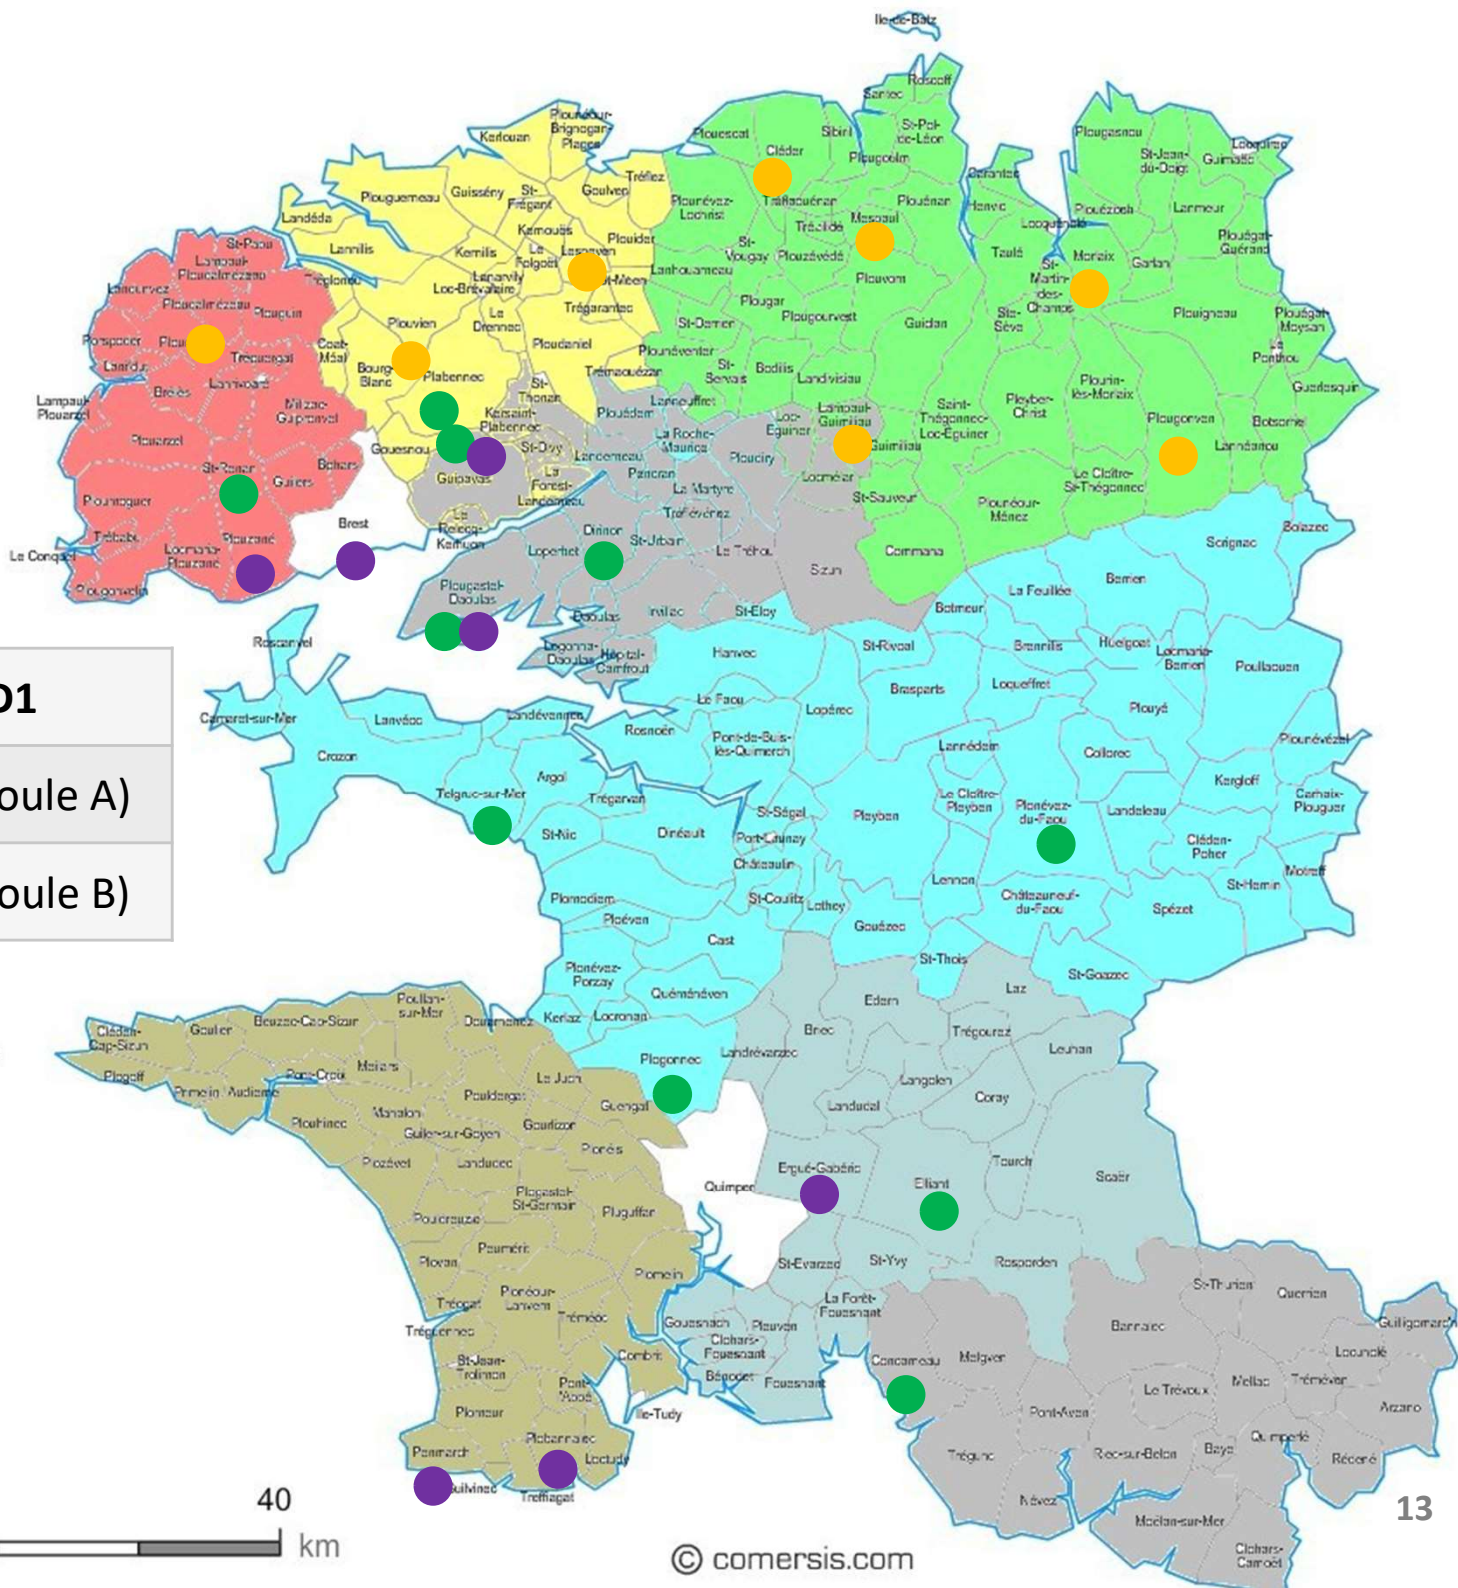 Ile-de-Batz
Roscoff
Santec
St-Pol-
de-Léon
Plounéour-
Brignogan-
Plages
Kerlouan
Plouescat
Sibiril
Cléder
Plougoulm
Plougasnou
St-Jean-
du-Doigt
Locquirec
Guimaëc
Tréflez
Goulven
Guissény
St-
Frégant
Plouguerneau
Plounévez-
Lochrist
Tréflaouénan
Plouénan
Carantec
Henvic
Locquénolé
Plouézoch
Lanmeur
Landéda
Lannilis
Kernouës
Plouider
Mespaul
Trézilidé
St-
Vougay
Plouzévédé
Taulé
Morlaix
Plouégat-
Guérand
Garlan
St-Pabu
Lampaul-
Ploudalmézeau
Kernilis
Le
Folgoët
Lesneven
Lanarvily
Loc-Brévalaire
St-Méen
Lanhouarneau
Plouvorn
St-
Martin-
des-
Champs
Tréglonou
Landunvez
Ploudalmézeau
Plouguin
Trégarantec
Plougar
Plougourvest
Ste-
Sève
Plouigneau
Plouégat-
Moysan
Le
Ponthou
Plouvien
Le
Drennec
St-Derrien
Guiclan
Porspoder
Plou
Tréouergat
Coat-
Méal
Ploudaniel
Plounéventer
St-
Servais
Bodilis
Landivisiau
Plourin-
lès-Morlaix
Guerlesquin
Lanildut
Brélès
Lanrivoaré
Bourg-
Blanc
Plabennec
St-
Thonan
Trémaouézan
Lampaul-
Plouarzel
Milizac-
Guipronvel
Kersaint-
Plabennec
Plouédern
Lanneuffret
Loc-
Eguiner
Lampaul-
Guimiliau
Guimiliau
Saint-
Thégonnec-
Loc-Eguiner
Pleyber-
Christ
Plougonven
Botsorhel
Lannéanou
Plouarzel
Gouesnou
St-Divy
La Roche-
Maurice
Landerneau
Ploudiry
Pencran
St-Renan
Bohars
Guilers
Guipavas
La
Forest-
Landerneau
La Martyre
Locmélar
St-Sauveur
Le Cloître-
St-Thégonnec
Ploumoguer
Tréflévénez
Plounéour-
Ménez
Brest
Le
Relecq-
Kerhuon
Dirinon
St-Urbain
Trébabu
Plouzané
Locmaria-
Plouzané
Le Conquet
Plougonvelin
Loperhet
Le Tréhou
Sizun
Commana
Scrignac
Bolazec
Plougastel-
Daoulas
Daoulas
Irvillac
St-Eloy
Botmeur
La Feuillée
Berrien
Roscanvel
Logonna-
Daoulas
Hôpital-
Camfrout
Hanvec
St-Rivoal
Brennilis
Huelgoat
Locmaria-
Berrien
Poullaouen
Brasparts
Loqueffret
D1
oule A)
oule B)
Camaret-sur-Mer
Lanvéoc
Landévennec
Le Faou
Lopérec
Plouyé
Rosnoën
Pont-de-Buis-
lès-Quimerch
Lannédern
Collorec
Plounévézel
Crozon
Argol
Telgruc-sur-Mer
Trégarvan
Kergloff
Carhaix-
Plouguer
Le Cloître-
Pleyben
Plonévez-
du-Faou
Landeleau
St-Ségal
Pleyben
St-Nic
Dinéault
Port-Launay
Cléden-
Poher
Châteaulin
Motreff
Lennon
St-Hernin
Plomodiern
St-Coulitz
Lothey
Châteauneuf-
du-Faou
Spézet
Ploéven
Gouézec
Cast
St-Thois
St-Goazec
Plonévez-
Porzay
Quéménéven
Edern
Laz
Poullan-
sur-Mer
Douarnenez
Kerlaz
Locronan
Briec
Trégourez
Beuzec-Cap-Sizun
Goulier
Cléden-
Cap-Sizun
Plogonnec
Landrévarzec
Leuhan
Plogoff
Primelin
Audierne
Pont-Croix
Meilars
Le Juch
Pouldergat
Guengat
Langolen
Coray
Landudal
Plouhinec
Mahalon
Guiler-sur-Goyen
Gourlizon
Plonéis
Plozévet
Landudec
Ergué-Gabéric
Elliant
Tourch
Scaër
Quimper
Plogastel-
St-Germain
Pluguffan
Pouldreuzic
Plovan
Peumérit
Plomelin
St-Evarzec
St-Yvy
Rosporden
Tréogat
Plonéour-
Lanvern
Tréméoc
La Forêt-
Fouesnant
St-Thurien
Querrien
Tréguennec
Gouesnach
Pleuven
Clohars-
Fouesnant
Bannalec
Guilligomarc'h
St-Jean-
Trolimon
Combrit
Bénodet
Fouesnant
Concarneau
Melgven
Locunolé
Pont-
'Abbé
Le Trévoux
Mellac
Tréméven
Arzano
Plomeur
Ile-Tudy
Pont-Aven
Plobannalec
Loctudy
Penmarch
Trégunc
Riec-sur-Belon
Baye
Quimperlé
Rédené
uilvinec
Treffiagat
Névez
Moëlan-sur-Mer
Clohars-
Carnoët
40
km
© comersis.com
13